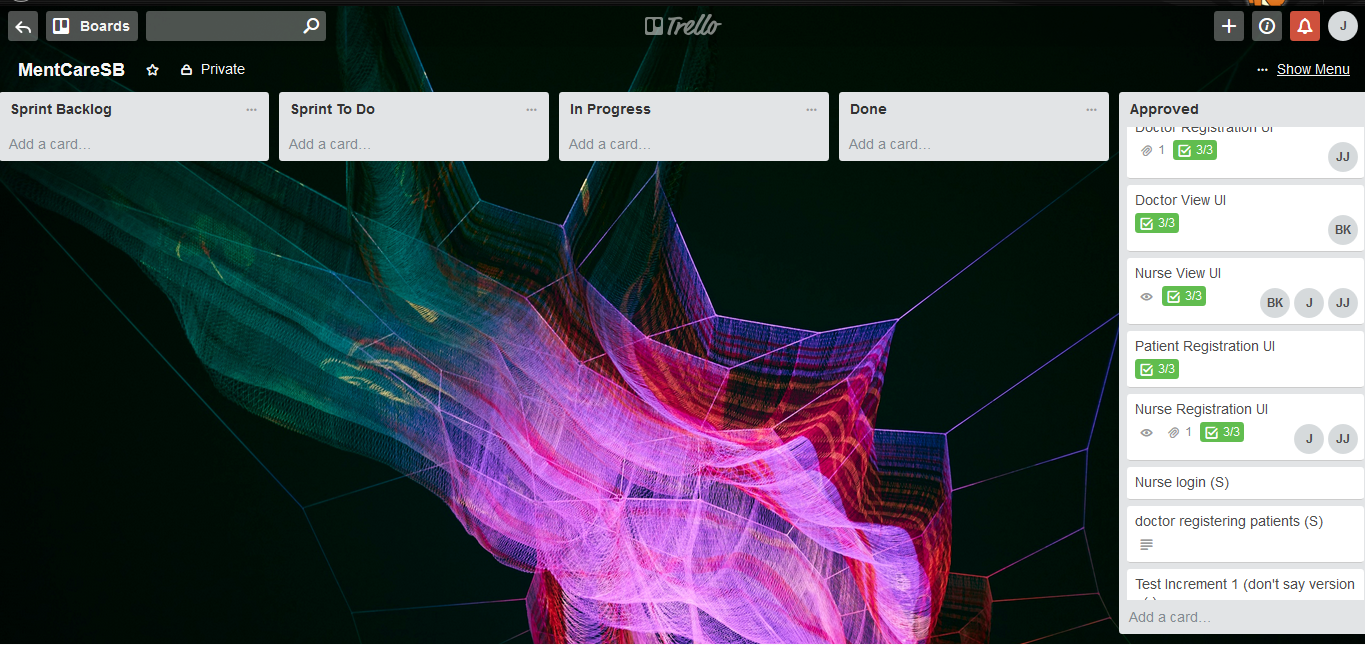 Boards
Trello
J
MentCareSB
Private
... Show Menu
Sprint Backlog ...
Add a card...
Sprint To Do ...
Add a card...
In Progress ...
Add a card...
Done ...
Add a card...
Approved
Doctor Registration UI
1 3/3
JJ
Doctor View UI
3/3
BK
Nurse View UI
3/3
BK J JJ
Patient Registration UI
3/3
Nurse Registration UI
1 3/3
J JJ
Nurse login (S)
doctor registering patients (S)
Test Increment 1 (don't say version
Add a card...